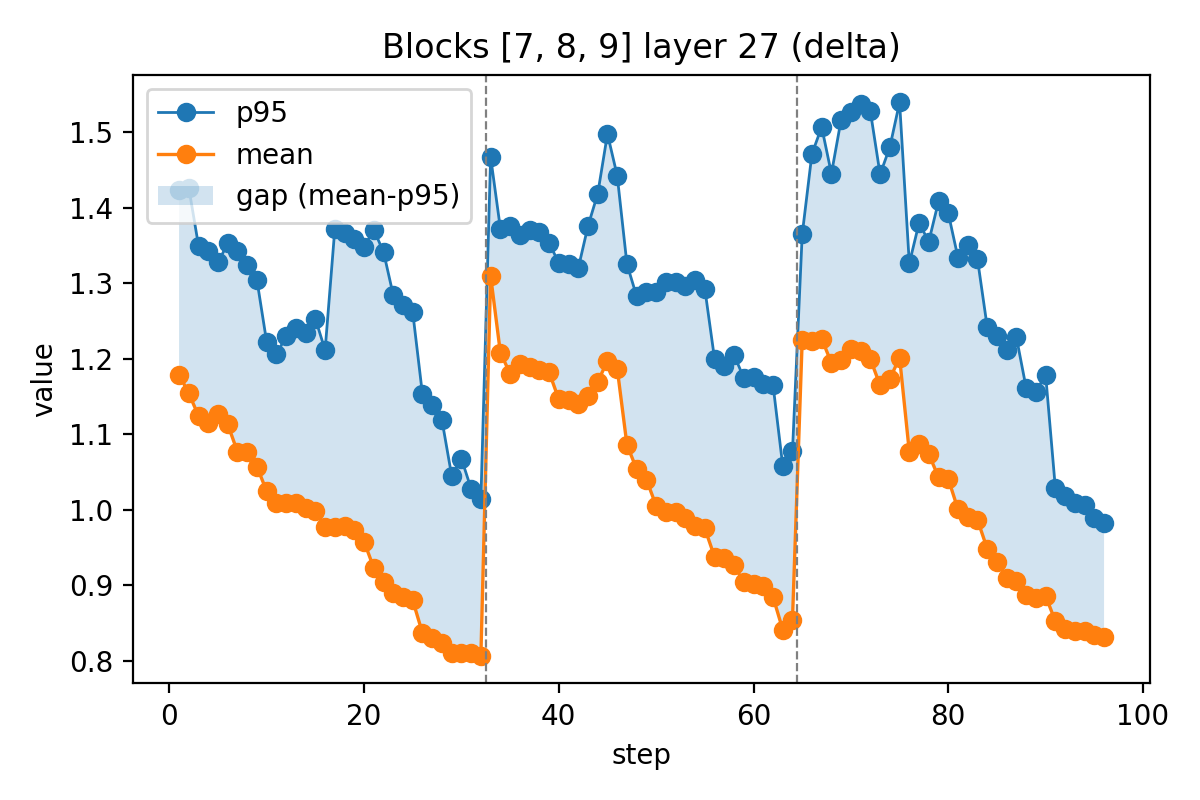 Blocks [7, 8, 9] layer 27 (delta)
p95
mean
gap (mean-p95)
value
1.5
1.4
1.3
1.2
1.1
1.0
0.9
0.8
0 20 40 60 80 100
step